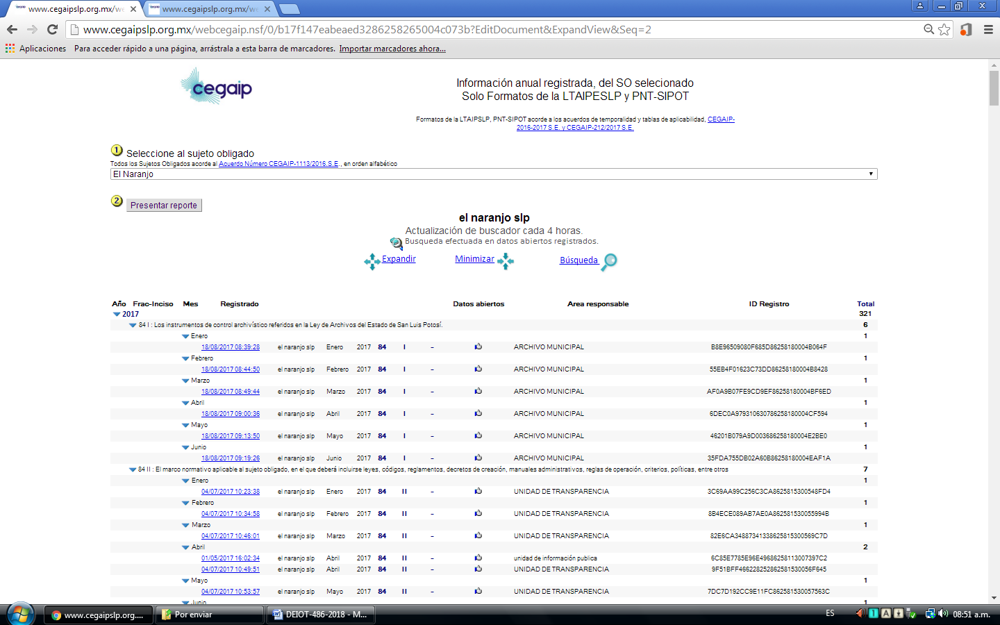 www.cegaipslp.org.mx/we
www.cegaipslp.org.mx/we
www.cegaipslp.org.mx/webcegaip.nsf/0/b17f147eabeaed3286258265004c073b?EditDocument&ExpandView&Seq=2
Aplicaciones Para acceder rápido a una página, arrástrala a esta barra de marcadores. Importar marcadores ahora...
cegaip
Información anual registrada, del SO selecionado
Solo Formatos de la LTAIPESLP y PNT-SIPOT
Formatos de la LTAIPSLP, PNT-SIPOT acorde a los acuerdos de temporalidad y tablas de aplicabilidad, CEGAIP-
2016-2017 S.E. y CEGAIP-212/2017 S.E.
1 Seleccione al sujeto obligado
Todos los Sujetos Obligados acorde al Acuerdo Número CEGAIP-1113/2016.S.E., en orden alfabético
El Naranjo
2 Presentar reporte
el naranjo slp
Actualización de buscador cada 4 horas.
Busqueda efectuada en datos abiertos registrados.
Expandir Minimizar Búsqueda
Año Frac-Inciso Mes Registrado Datos abiertos Area responsable ID Registro Total
2017 321
84 I : Los instrumentos de control archivístico referidos en la Ley de Archivos del Estado de San Luis Potosí. 6
Enero 1
18/08/2017 08:39:28 el naranjo slp Enero 2017 84 I - ARCHIVO MUNICIPAL B8E96509080F685D86258180004B064F
Febrero 1
18/08/2017 08:44:50 el naranjo slp Febrero 2017 84 I - ARCHIVO MUNICIPAL 55EB4F01623C73DD86258180004B8428
Marzo 1
18/08/2017 08:49:44 el naranjo slp Marzo 2017 84 I - ARCHIVO MUNICIPAL AF0A9B07FE9CD9EF86258180004BF6ED
Abril 1
18/08/2017 09:00:36 el naranjo slp Abril 2017 84 I - ARCHIVO MUNICIPAL 6DEC0A979310630786258180004CF594
Mayo 1
18/08/2017 09:13:50 el naranjo slp Mayo 2017 84 I - ARCHIVO MUNICIPAL 46201B079A9D003686258180004E2BE0
Junio 1
18/08/2017 09:19:26 el naranjo slp Junio 2017 84 I - ARCHIVO MUNICIPAL 35FDA755DB02A60B86258180004EAF1A
84 II : El marco normativo aplicable al sujeto obligado, en el que deberá incluirse leyes, códigos, reglamentos, decretos de creación, manuales administrativos, reglas de operación, criterios, políticas, entre otros 7
Enero 1
04/07/2017 10:23:38 el naranjo slp Enero 2017 84 II - UNIDAD DE TRANSPARENCIA 3C69AA99C256C3CA8625815300548FD4
Febrero 1
04/07/2017 10:34:58 el naranjo slp Febrero 2017 84 II - UNIDAD DE TRANSPARENCIA 8B4ECE089AB7AE0A862581530055994B
Marzo 1
04/07/2017 10:46:01 el naranjo slp Marzo 2017 84 II - UNIDAD DE TRANSPARENCIA 82E6CA34887341338625815300569C7D
Abril 2
01/05/2017 16:02:34 el naranjo slp Abril 2017 84 II - unidad de información publica 6C85E7785E96E49686258113007397C2
04/07/2017 10:49:51 el naranjo slp Abril 2017 84 II - UNIDAD DE TRANSPARENCIA 9F51BFF466228252862581530056F645
Mayo 1
04/07/2017 10:53:57 el naranjo slp Mayo 2017 84 II - UNIDAD DE TRANSPARENCIA 7DC7D192CC9E11FC862581530057563C
Junio 1
www.cegaipslp.org.... Por enviar DEIOT-486-2018 - M... ES 08:51 a.m.